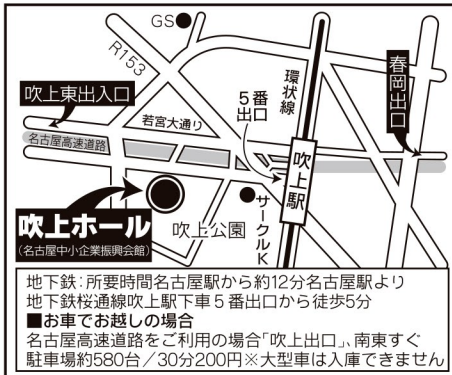 GS
R153
吹上東出入口
若宮大通り
名古屋高速道路
5番出口
環状線
吹上駅
春岡出口
サークルK
吹上公園
吹上ホール
(名古屋中小企業振興会館)
地下鉄:所要時間名古屋駅から約12分名古屋駅より
地下鉄桜通線吹上駅下車5番出口から徒歩5分
■お車でお越しの場合
名古屋高速道路をご利用の場合「吹上出口」、南東すぐ
駐車場約580台/30分200円※大型車は入庫できません